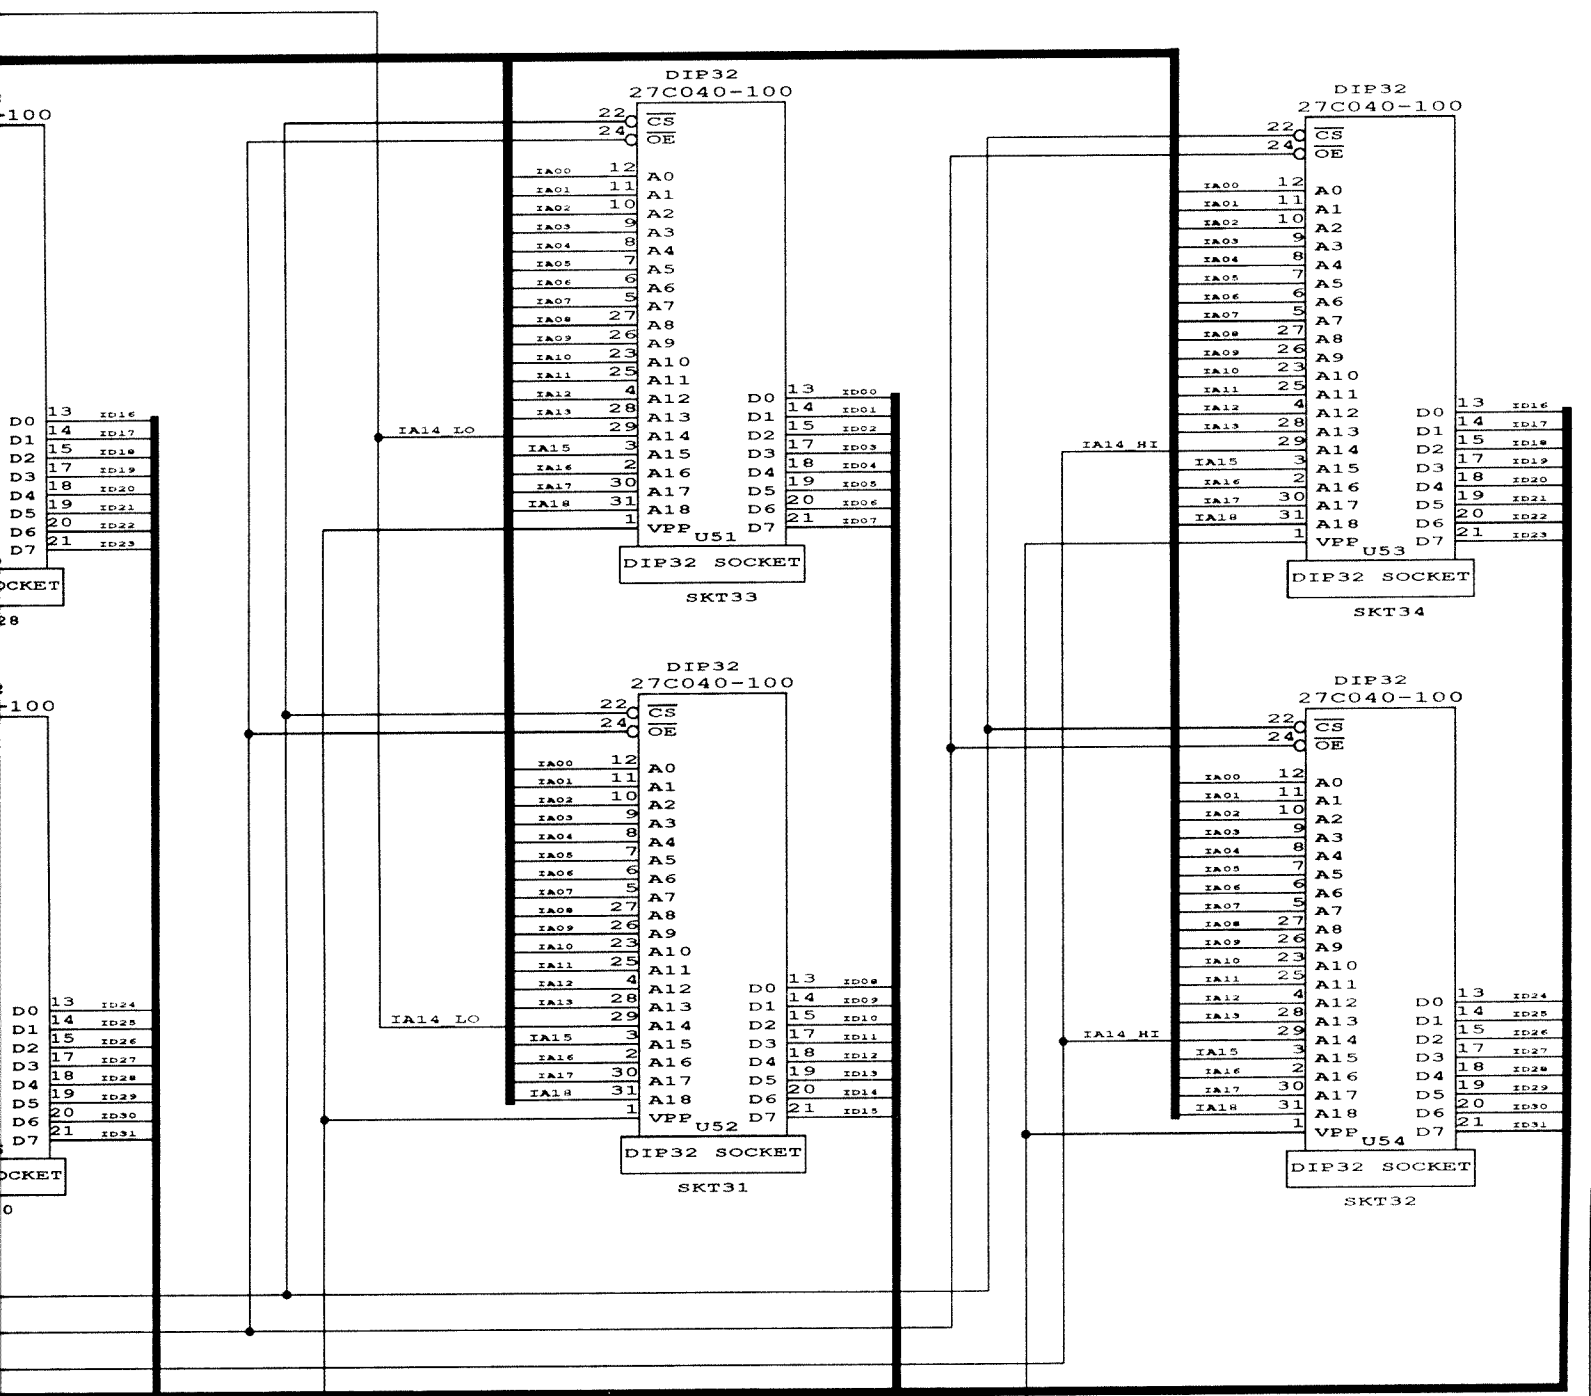 -100
D0 13 ID16
D1 14 ID17
D2 15 ID18
D3 17 ID19
D4 18 ID20
D5 19 ID21
D6 20 ID22
D7 21 ID23
OCKET
28
-100
D0 13 ID24
D1 14 ID25
D2 15 ID26
D3 17 ID27
D4 18 ID28
D5 19 ID29
D6 20 ID30
D7 21 ID31
OCKET
0
DIP32
27C040-100
22 CS
24 OE
IA00 12 A0
IA01 11 A1
IA02 10 A2
IA03 9 A3
IA04 8 A4
IA05 7 A5
IA06 6 A6
IA07 5 A7
IA08 27 A8
IA09 26 A9
IA10 23 A10
IA11 25 A11
IA12 4 A12 D0 13 ID00
IA13 28 A13 D1 14 ID01
IA14 LO 29 A14 D2 15 ID02
IA15 3 A15 D3 17 ID03
IA16 2 A16 D4 18 ID04
IA17 30 A17 D5 19 ID05
IA18 31 A18 D6 20 ID06
1 VPP D7 21 ID07
U51
DIP32 SOCKET
SKT33
DIP32
27C040-100
22 CS
24 OE
IA00 12 A0
IA01 11 A1
IA02 10 A2
IA03 9 A3
IA04 8 A4
IA05 7 A5
IA06 6 A6
IA07 5 A7
IA08 27 A8
IA09 26 A9
IA10 23 A10
IA11 25 A11
IA12 4 A12 D0 13 ID08
IA13 28 A13 D1 14 ID09
IA14 LO 29 A14 D2 15 ID10
IA15 3 A15 D3 17 ID11
IA16 2 A16 D4 18 ID12
IA17 30 A17 D5 19 ID13
IA18 31 A18 D6 20 ID14
1 VPP D7 21 ID15
U52
DIP32 SOCKET
SKT31
DIP32
27C040-100
22 CS
24 OE
IA00 12 A0
IA01 11 A1
IA02 10 A2
IA03 9 A3
IA04 8 A4
IA05 7 A5
IA06 6 A6
IA07 5 A7
IA08 27 A8
IA09 26 A9
IA10 23 A10
IA11 25 A11
IA12 4 A12 D0 13 ID16
IA13 28 A13 D1 14 ID17
IA14 HI 29 A14 D2 15 ID18
IA15 3 A15 D3 17 ID19
IA16 2 A16 D4 18 ID20
IA17 30 A17 D5 19 ID21
IA18 31 A18 D6 20 ID22
1 VPP D7 21 ID23
U53
DIP32 SOCKET
SKT34
DIP32
27C040-100
22 CS
24 OE
IA00 12 A0
IA01 11 A1
IA02 10 A2
IA03 9 A3
IA04 8 A4
IA05 7 A5
IA06 6 A6
IA07 5 A7
IA08 27 A8
IA09 26 A9
IA10 23 A10
IA11 25 A11
IA12 4 A12 D0 13 ID24
IA13 28 A13 D1 14 ID25
IA14 HI 29 A14 D2 15 ID26
IA15 3 A15 D3 17 ID27
IA16 2 A16 D4 18 ID28
IA17 30 A17 D5 19 ID29
IA18 31 A18 D6 20 ID30
1 VPP D7 21 ID31
U54
DIP32 SOCKET
SKT32